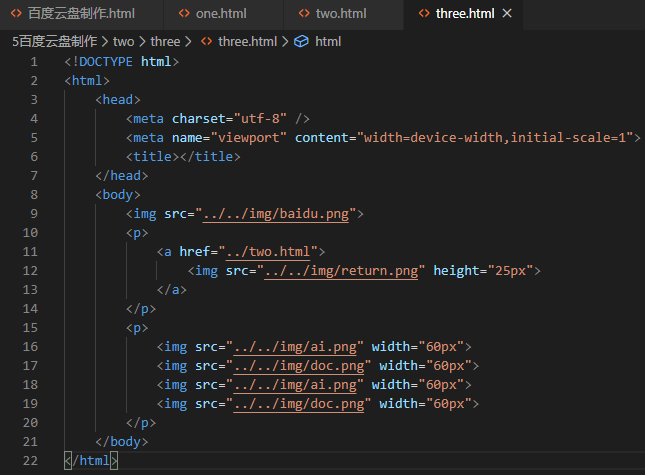 百度云盘制作.html one.html two.html three.html ×
5百度云盘制作 > two > three > three.html > html
1 <!DOCTYPE html>
2 <html>
3 <head>
4 <meta charset="utf-8" />
5 <meta name="viewport" content="width=device-width,initial-scale=1">
6 <title></title>
7 </head>
8 <body>
9 <img src="../../img/baidu.png">
10 <p>
11 <a href="../two.html">
12 <img src="../../img/return.png" height="25px">
13 </a>
14 </p>
15 <p>
16 <img src="../../img/ai.png" width="60px">
17 <img src="../../img/doc.png" width="60px">
18 <img src="../../img/ai.png" width="60px">
19 <img src="../../img/doc.png" width="60px">
20 </p>
21 </body>
22 </html>